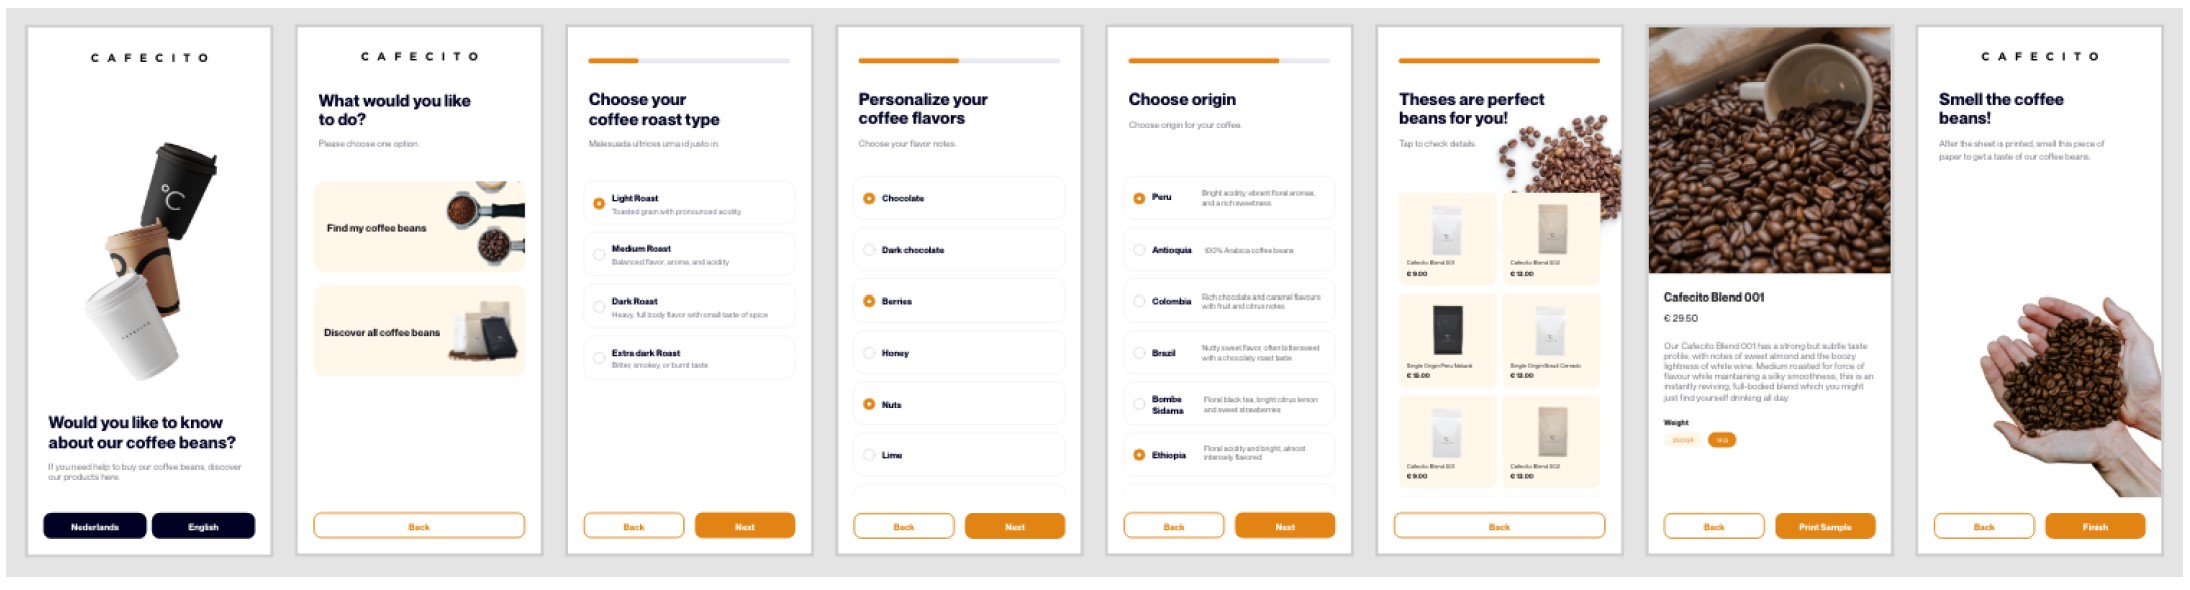 CAFECITO
Would you like to know
about our coffee beans?
If you need help to buy our coffee beans, discover
our products here.
Nederlands
English
CAFECITO
What would you like
to do?
Please choose one option.
Find my coffee beans
Discover all coffee beans
Back
Choose your
coffee roast type
Malesuada ultrices urna id justo in.
Light Roast
Toasted grain with pronounced acidity
Medium Roast
Balanced flavor, aroma, and acidity
Dark Roast
Heavy, full body flavor with small taste of spice
Extra dark Roast
Bitter, smokey, or burnt taste
Back
Next
Personalize your
coffee flavors
Choose your flavor notes.
Chocolate
Dark chocolate
Berries
Honey
Nuts
Lime
Back
Next
Choose origin
Choose origin for your coffee.
Peru
Bright acidity, vibrant floral aromas,
and a rich sweetness
Antioquia
100% Arabica coffee beans
Colombia
Rich chocolate and caramel flavours
with fruit and citrus notes
Brazil
Nutty sweet flavor, often bittersweet
with a chocolaty roast taste
Bombe
Sidama
Floral black tea, bright citrus lemon
and sweet strawberries
Ethiopia
Floral acidity and bright, almost
intensely flavored
Back
Next
Theses are perfect
beans for you!
Tap to check details.
Cafecito Blend 001
€ 9.00
Cafecito Blend 002
€ 13.00
Single Origin Peru Natural
€ 15.00
Single Origin Brazil Cerrado
€ 13.00
Cafecito Blend 001
€ 9.00
Cafecito Blend 002
€ 13.00
Back
Cafecito Blend 001
€ 29.50
Our Cafecito Blend 001 has a strong but subtle taste
profile, with notes of sweet almond and the boozy
lightness of white wine. Medium roasted for force of
flavour while maintaining a silky smoothness, this is an
instantly reviving, full-bodied blend which you might
just find yourself drinking all day.
Weight
250GR
1KG
Back
Print Sample
CAFECITO
Smell the coffee
beans!
After the sheet is printed, smell this piece of
paper to get a taste of our coffee beans.
Back
Finish